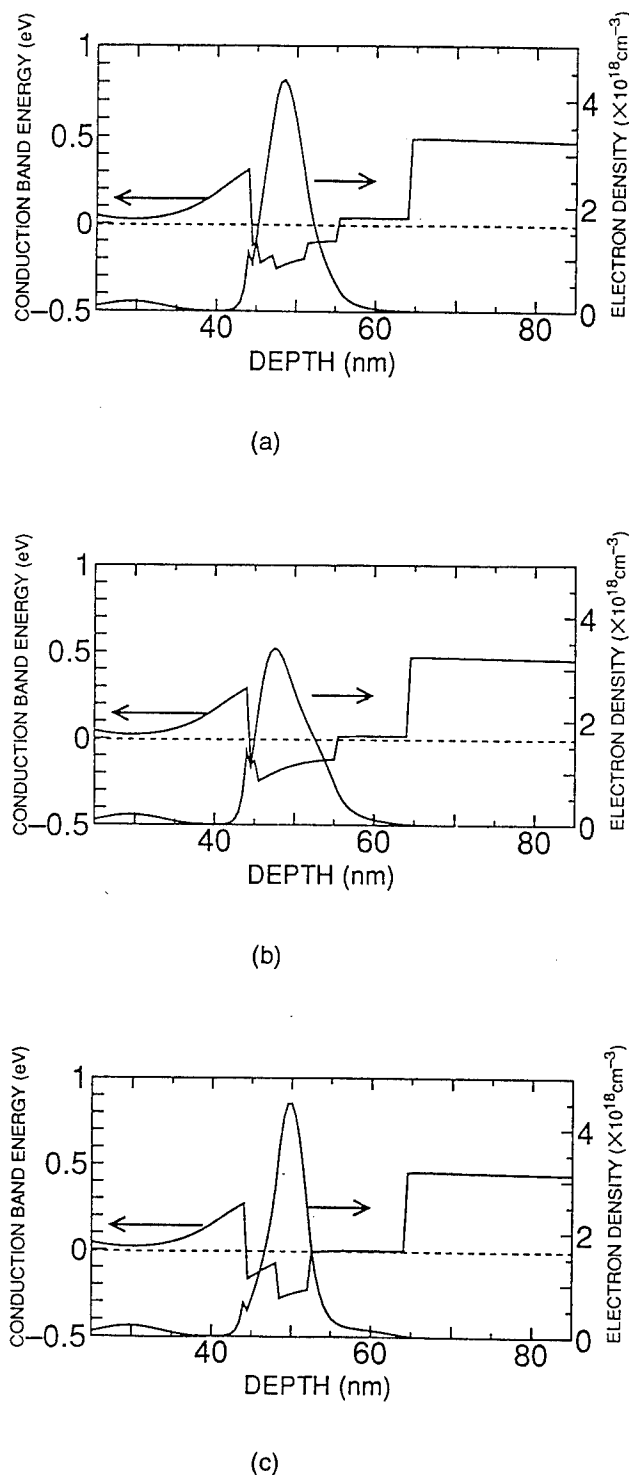 CONDUCTION BAND ENERGY (eV)
1
0.5
0
−0.5
40
60
80
DEPTH (nm)
4
2
0
ELECTRON DENSITY (×10¹⁸cm⁻³)
(a)
CONDUCTION BAND ENERGY (eV)
1
0.5
0
−0.5
40
60
80
DEPTH (nm)
4
2
0
ELECTRON DENSITY (×10¹⁸cm⁻³)
(b)
CONDUCTION BAND ENERGY (eV)
1
0.5
0
−0.5
40
60
80
DEPTH (nm)
4
2
0
ELECTRON DENSITY (×10¹⁸cm⁻³)
(c)